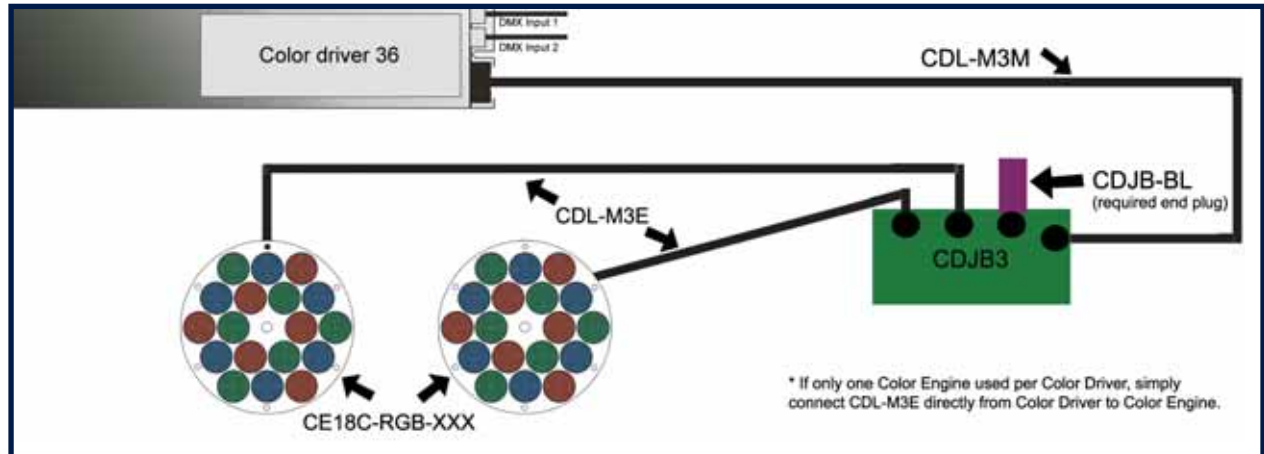 DMX Input 1
Color driver 36
DMX Input 2
CDL-M3M
CDJB-BL
(required end plug)
CDL-M3E
CDJB3
* If only one Color Engine used per Color Driver, simply
connect CDL-M3E directly from Color Driver to Color Engine.
CE18C-RGB-XXX